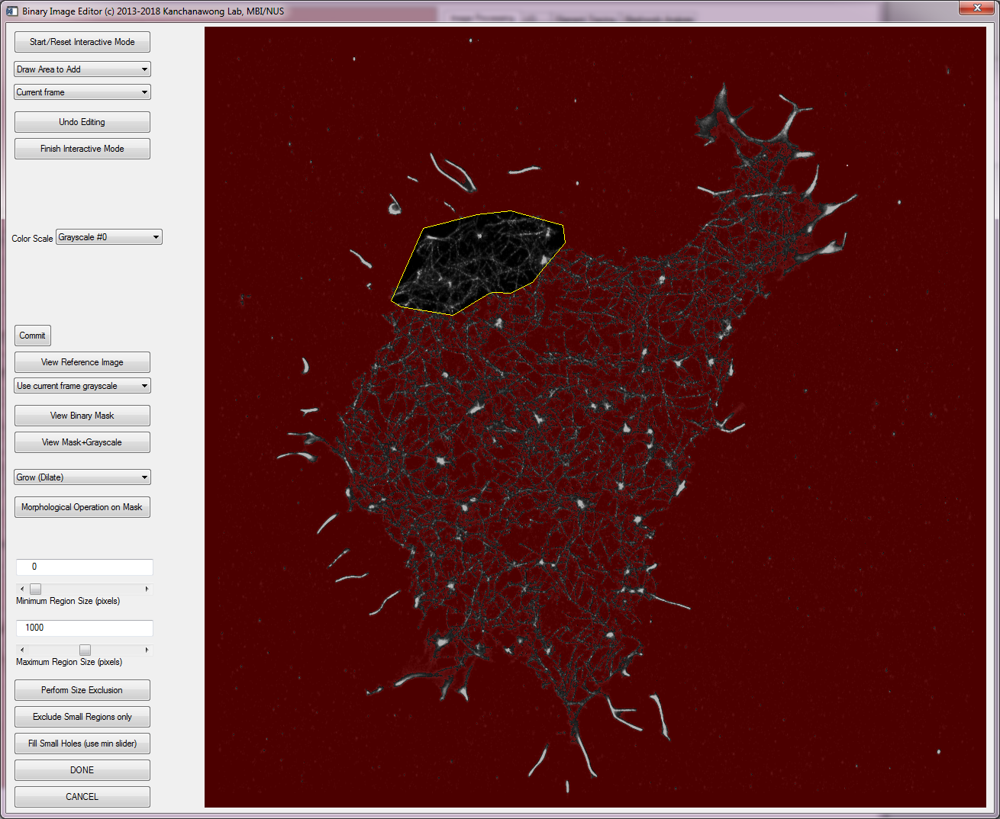 Binary Image Editor (c) 2013-2018 Kanchanawong Lab, MBI/NUS
Start/Reset Interactive Mode
Draw Area to Add
Current frame
Undo Editing
Finish Interactive Mode
Color Scale Grayscale #0
Commit
View Reference Image
Use current frame grayscale
View Binary Mask
View Mask+Grayscale
Grow (Dilate)
Morphological Operation on Mask
0
Minimum Region Size (pixels)
1000
Maximum Region Size (pixels)
Perform Size Exclusion
Exclude Small Regions only
Fill Small Holes (use min slider)
DONE
CANCEL